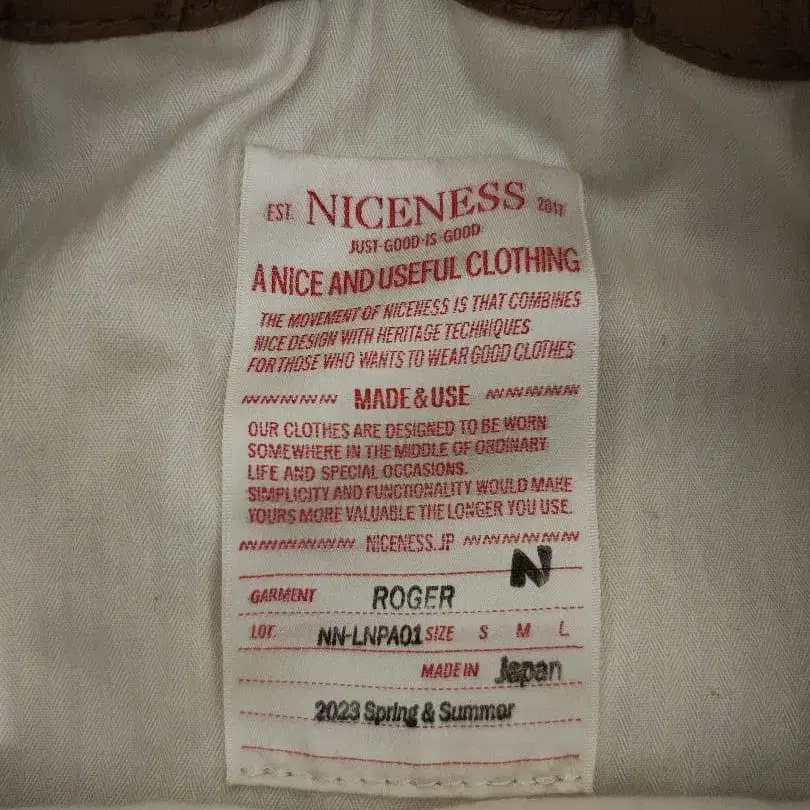 EST. NICENESS 2017
JUST-GOOD-IS-GOOD
A NICE AND USEFUL CLOTHING
THE MOVEMENT OF NICENESS IS THAT COMBINES
NICE DESIGN WITH HERITAGE TECHNIQUES
FOR THOSE WHO WANTS TO WEAR GOOD CLOTHES
MADE & USE
OUR CLOTHES ARE DESIGNED TO BE WORN
SOMEWHERE IN THE MIDDLE OF ORDINARY
LIFE AND SPECIAL OCCASIONS.
SIMPLICITY AND FUNCTIONALITY WOULD MAKE
YOURS MORE VALUABLE THE LONGER YOU USE.
NICENESS.JP
N
GARMENT ROGER
LOT. NN-LNPA01 SIZE S M L
MADE IN Japan
2023 Spring & Summer